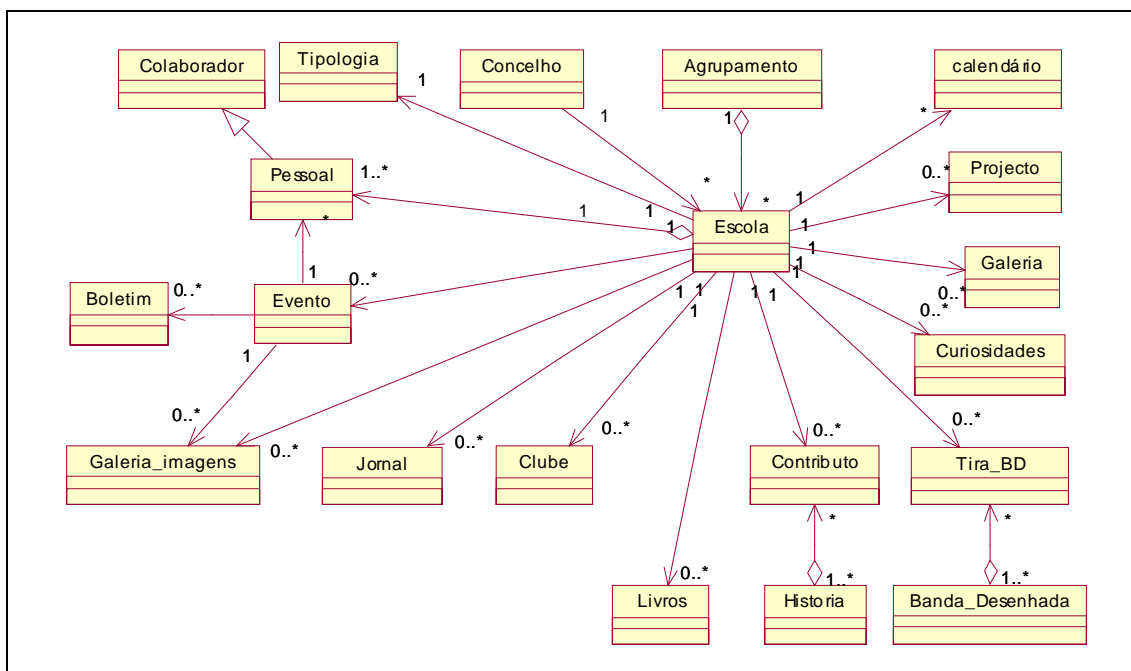 Colaborador
Tipologia
Concelho
Agrupamento
calendário
1
1
1
*
Pessoal
1..*
Projecto
0..*
*
*
1
1
1
1
1
Escola
1
*
1
Galeria
0..*
1
1
1
Boletim
0..*
Evento
0..*
1
1
1
1
1
1
0..*
Curiosidades
1
0..*
0..*
0..*
0..*
0..*
0..*
Galeria_imagens
Jornal
Clube
Contributo
Tira_BD
*
*
0..*
1..*
1..*
Livros
Historia
Banda_Desenhada